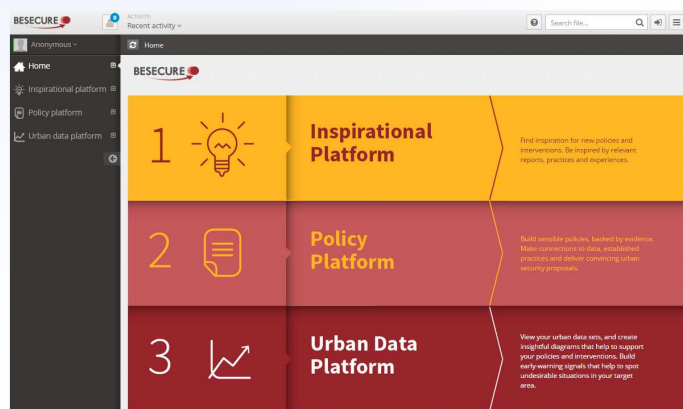 BESECURE
8
ACTIVITY:
Recent activity
Search file...
Anonymous
Home
Home
Inspirational platform
Policy platform
Urban data platform
BESECURE
1
Inspirational
Platform
Find inspiration for new policies and
interventions. Be inspired by relevant
reports, practices and experiences.
2
Policy
Platform
Build sensible policies, backed by evidence.
Make connections to data, established
practices and deliver convincing urban
security proposals.
3
Urban Data
Platform
View your urban data sets, and create
insightful diagrams that help to support
your policies and interventions. Build
early-warning signals that help to spot
undesirable situations in your target
area.